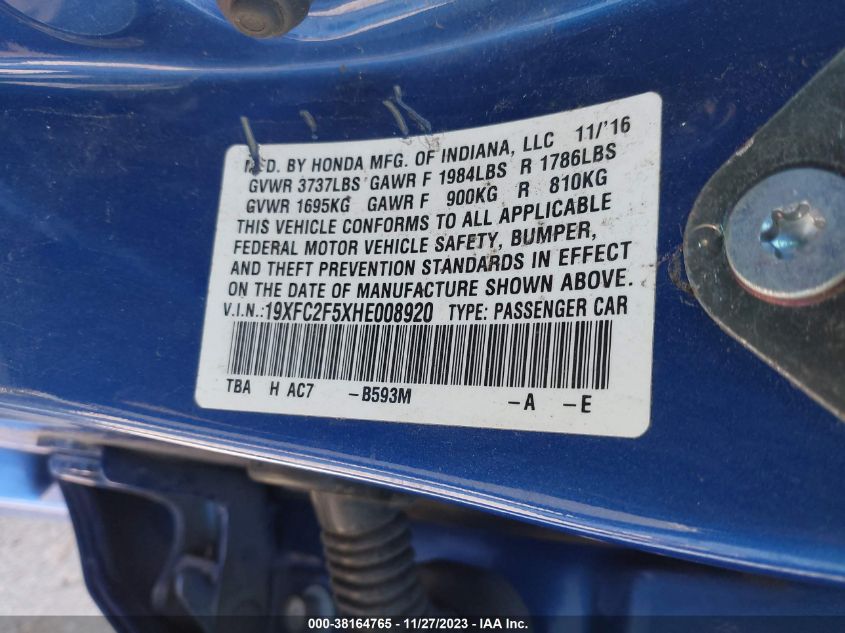 MFD. BY HONDA MFG. OF INDIANA, LLC 11/'16
GVWR 3737LBS GAWR F 1984LBS R 1786LBS
GVWR 1695KG GAWR F 900KG R 810KG
THIS VEHICLE CONFORMS TO ALL APPLICABLE
FEDERAL MOTOR VEHICLE SAFETY, BUMPER,
AND THEFT PREVENTION STANDARDS IN EFFECT
ON THE DATE OF MANUFACTURE SHOWN ABOVE.
V.I.N.:19XFC2F5XHE008920 TYPE: PASSENGER CAR
TBA H AC7 -B593M -A -E
000-38164765 - 11/27/2023 - IAA Inc.